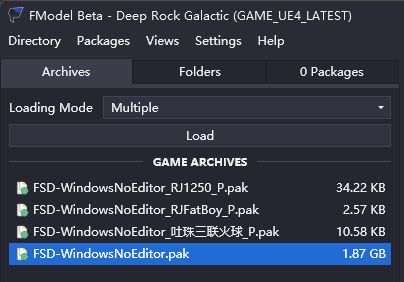 FModel Beta - Deep Rock Galactic (GAME_UE4_LATEST)
Directory Packages Views Settings Help
Archives Folders 0 Packages
Loading Mode Multiple
Load
GAME ARCHIVES
FSD-WindowsNoEditor_RJ1250_P.pak 34.22 KB
FSD-WindowsNoEditor_RJFatBoy_P.pak 2.57 KB
FSD-WindowsNoEditor_吐珠三联火球_P.pak 10.58 KB
FSD-WindowsNoEditor.pak 1.87 GB